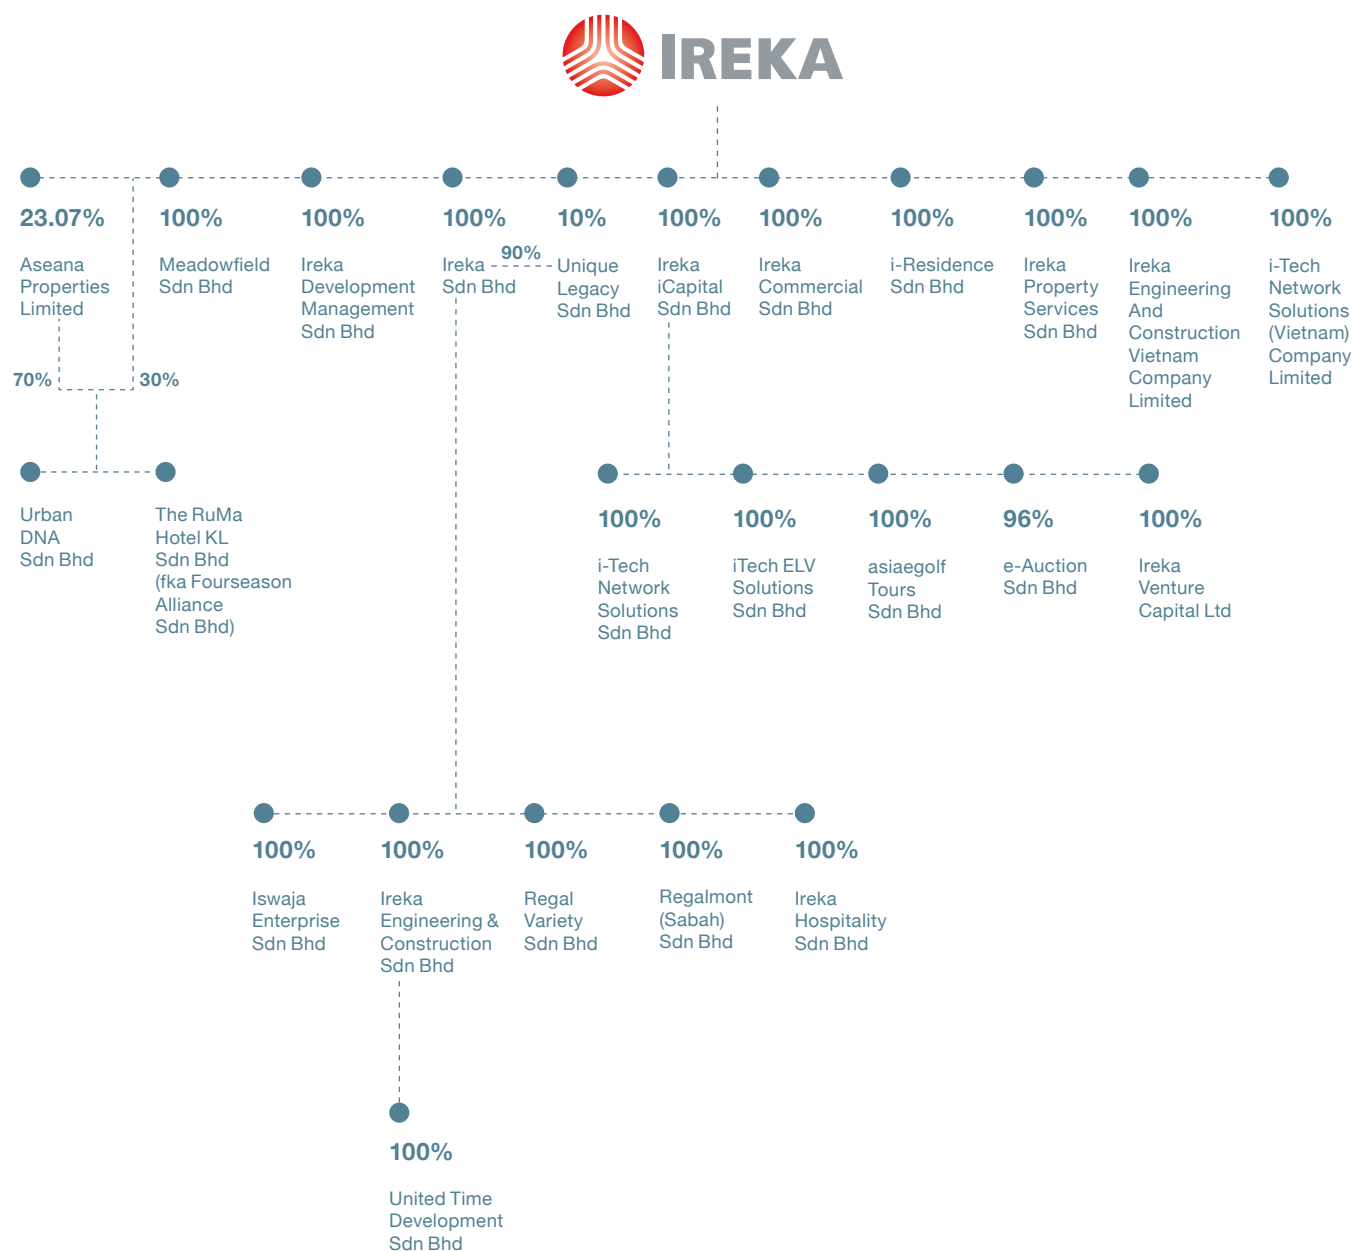 IREKA
23.07%
Aseana
Properties
Limited
100%
Meadowfield
Sdn Bhd
100%
Ireka
Development
Management
Sdn Bhd
100%
Ireka
Sdn Bhd
90%
10%
Unique
Legacy
Sdn Bhd
100%
Ireka
iCapital
Sdn Bhd
100%
Ireka
Commercial
Sdn Bhd
100%
i-Residence
Sdn Bhd
100%
Ireka
Property
Services
Sdn Bhd
100%
Ireka
Engineering
And
Construction
Vietnam
Company
Limited
100%
i-Tech
Network
Solutions
(Vietnam)
Company
Limited
70%
30%
Urban
DNA
Sdn Bhd
The RuMa
Hotel KL
Sdn Bhd
(fka Fourseason
Alliance
Sdn Bhd)
100%
i-Tech
Network
Solutions
Sdn Bhd
100%
iTech ELV
Solutions
Sdn Bhd
100%
asiaegolf
Tours
Sdn Bhd
96%
e-Auction
Sdn Bhd
100%
Ireka
Venture
Capital Ltd
100%
Iswaja
Enterprise
Sdn Bhd
100%
Ireka
Engineering &
Construction
Sdn Bhd
100%
Regal
Variety
Sdn Bhd
100%
Regalmont
(Sabah)
Sdn Bhd
100%
Ireka
Hospitality
Sdn Bhd
100%
United Time
Development
Sdn Bhd